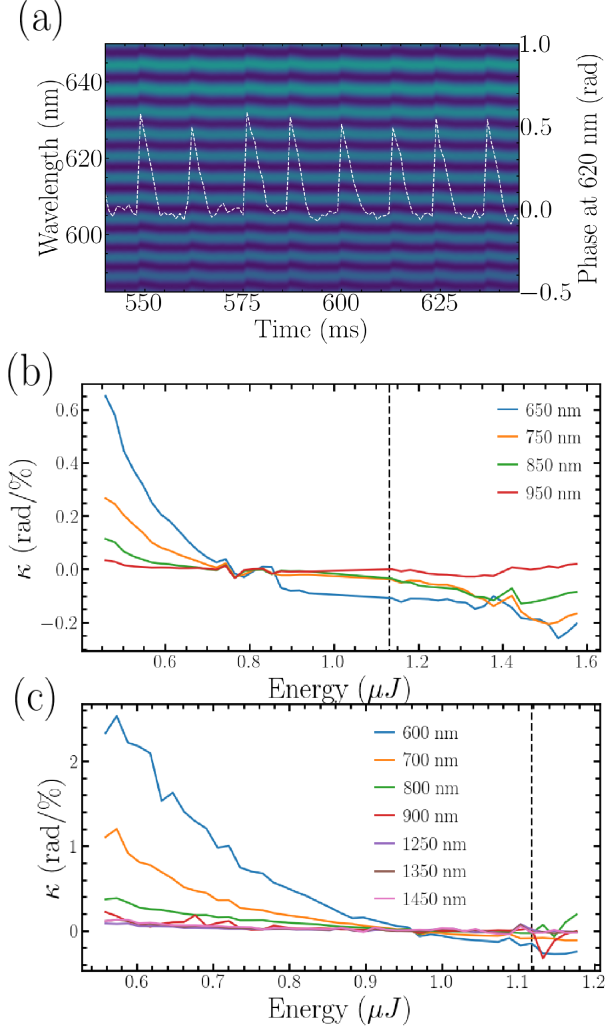 (a)
1.0
0.5
0.0
−0.5
Phase at 620 nm (rad)
640
620
600
Wavelength (nm)
550
575
600
625
Time (ms)
(b)
0.6
0.4
0.2
0.0
−0.2
κ (rad/%)
650 nm
750 nm
850 nm
950 nm
0.6
0.8
1.0
1.2
1.4
1.6
Energy (μJ)
(c)
2
1
0
κ (rad/%)
600 nm
700 nm
800 nm
900 nm
1250 nm
1350 nm
1450 nm
0.6
0.7
0.8
0.9
1.0
1.1
1.2
Energy (μJ)